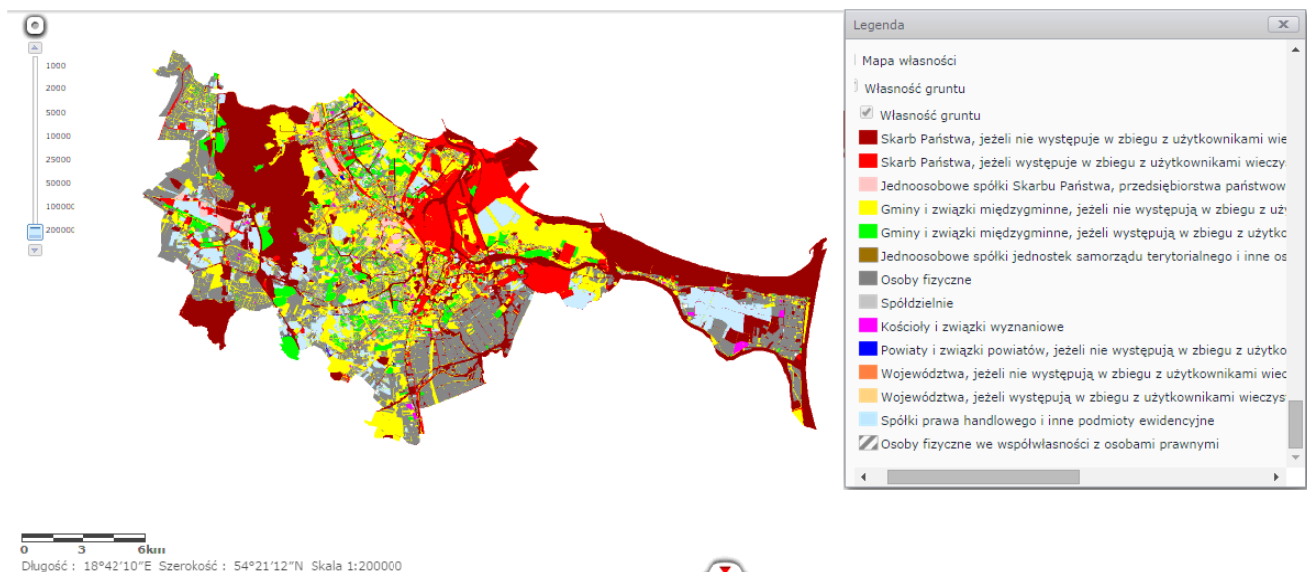 Legenda
Mapa własności
Własność gruntu
Własność gruntu
Skarb Państwa, jeżeli nie występuje w zbiegu z użytkownikami wie
Skarb Państwa, jeżeli występuje w zbiegu z użytkownikami wieczy
Jednoosobowe spółki Skarbu Państwa, przedsiębiorstwa państwow
Gminy i związki międzygminne, jeżeli nie występują w zbiegu z uż
Gminy i związki międzygminne, jeżeli występują w zbiegu z użytko
Jednoosobowe spółki jednostek samorządu terytorialnego i inne os
Osoby fizyczne
Spółdzielnie
Kościoły i związki wyznaniowe
Powiaty i związki powiatów, jeżeli nie występują w zbiegu z użytko
Województwa, jeżeli nie występują w zbiegu z użytkownikami wiec
Województwa, jeżeli występują w zbiegu z użytkownikami wieczys
Spółki prawa handlowego i inne podmioty ewidencyjne
Osoby fizyczne we współwłasności z osobami prawnymi
1000
2000
5000
10000
25000
50000
100000
200000
0 3 6km
Długość : 18°42'10"E Szerokość : 54°21'12"N Skala 1:200000